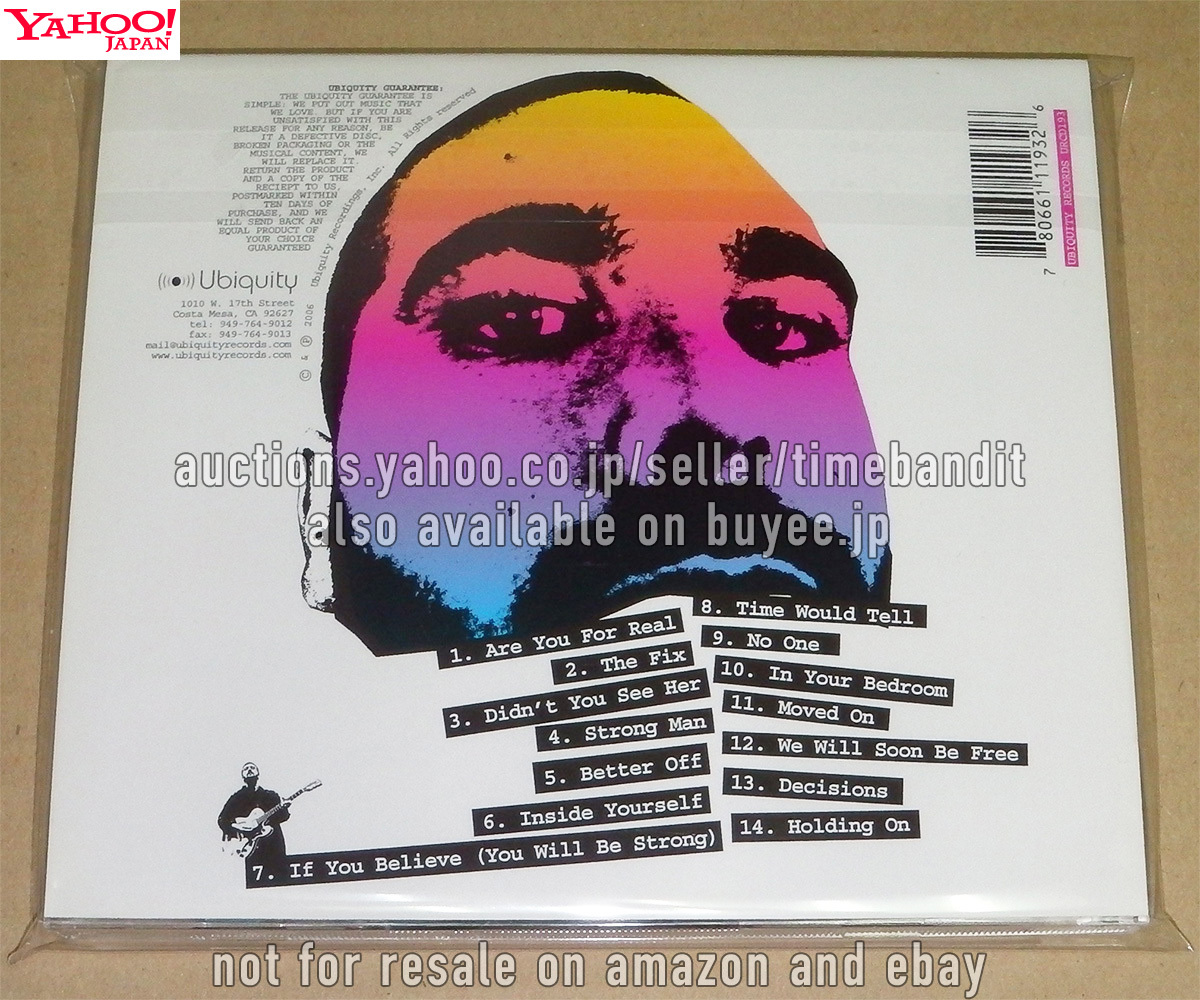 YAHOO!
JAPAN
UBIQUITY GUARANTEE:
THE UBIQUITY GUARANTEE IS
SIMPLE: WE PUT OUT MUSIC THAT
WE LOVE. BUT IF YOU ARE
UNSATISFIED WITH THIS
RELEASE FOR ANY REASON, BE
IT A DEFECTIVE DISC,
BROKEN PACKAGING OR THE
MUSICAL CONTENT, WE
WILL REPLACE IT.
RETURN THE PRODUCT
AND A COPY OF THE
RECIEPT TO US,
POSTMARKED WITHIN
TEN DAYS OF
PURCHASE, AND WE
WILL SEND BACK AN
EQUAL PRODUCT OF
YOUR CHOICE
GUARANTEED
© & ℗ 2006 Ubiquity Recordings, Inc. All Rights reserved
Ubiquity
1010 W. 17th Street
Costa Mesa, CA 92627
tel: 949-764-9012
fax: 949-764-9013
mail@ubiquityrecords.com
www.ubiquityrecords.com
7 80661 11932 6
UBIQUITY RECORDS URCD193
auctions.yahoo.co.jp/seller/timebandit
also available on buyee.jp
1. Are You For Real
2. The Fix
3. Didn't You See Her
4. Strong Man
5. Better Off
6. Inside Yourself
7. If You Believe (You Will Be Strong)
8. Time Would Tell
9. No One
10. In Your Bedroom
11. Moved On
12. We Will Soon Be Free
13. Decisions
14. Holding On
not for resale on amazon and ebay